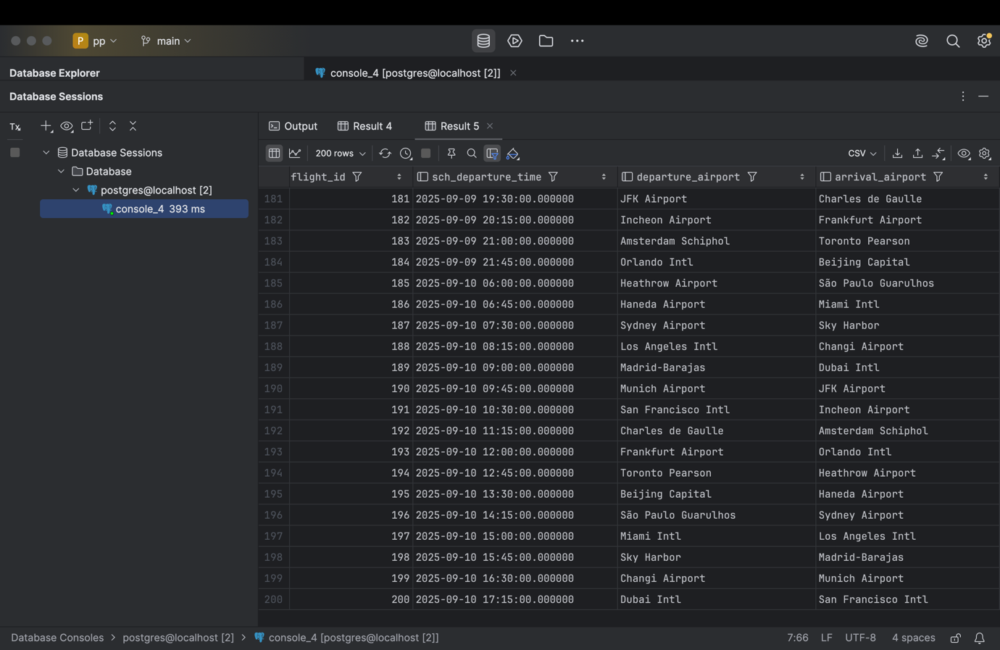 P pp main
Database Explorer
console_4 [postgres@localhost [2]]
Database Sessions
Tx
Output Result 4 Result 5
Database Sessions
Database
postgres@localhost [2]
console_4 393 ms
200 rows CSV
flight_id sch_departure_time departure_airport arrival_airport
181 181 2025-09-09 19:30:00.000000 JFK Airport Charles de Gaulle
182 182 2025-09-09 20:15:00.000000 Incheon Airport Frankfurt Airport
183 183 2025-09-09 21:00:00.000000 Amsterdam Schiphol Toronto Pearson
184 184 2025-09-09 21:45:00.000000 Orlando Intl Beijing Capital
185 185 2025-09-10 06:00:00.000000 Heathrow Airport São Paulo Guarulhos
186 186 2025-09-10 06:45:00.000000 Haneda Airport Miami Intl
187 187 2025-09-10 07:30:00.000000 Sydney Airport Sky Harbor
188 188 2025-09-10 08:15:00.000000 Los Angeles Intl Changi Airport
189 189 2025-09-10 09:00:00.000000 Madrid-Barajas Dubai Intl
190 190 2025-09-10 09:45:00.000000 Munich Airport JFK Airport
191 191 2025-09-10 10:30:00.000000 San Francisco Intl Incheon Airport
192 192 2025-09-10 11:15:00.000000 Charles de Gaulle Amsterdam Schiphol
193 193 2025-09-10 12:00:00.000000 Frankfurt Airport Orlando Intl
194 194 2025-09-10 12:45:00.000000 Toronto Pearson Heathrow Airport
195 195 2025-09-10 13:30:00.000000 Beijing Capital Haneda Airport
196 196 2025-09-10 14:15:00.000000 São Paulo Guarulhos Sydney Airport
197 197 2025-09-10 15:00:00.000000 Miami Intl Los Angeles Intl
198 198 2025-09-10 15:45:00.000000 Sky Harbor Madrid-Barajas
199 199 2025-09-10 16:30:00.000000 Changi Airport Munich Airport
200 200 2025-09-10 17:15:00.000000 Dubai Intl San Francisco Intl
Database Consoles > postgres@localhost [2] > console_4 [postgres@localhost [2]] 7:66 LF UTF-8 4 spaces